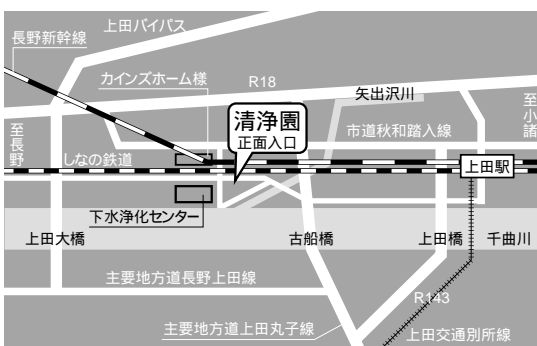 上田バイパス
長野新幹線
カインズホーム様
R18
矢出沢川
至小諸
清浄園
正面入口
市道秋和踏入線
至長野
しなの鉄道
上田駅
下水浄化センター
上田大橋
古船橋
上田橋
千曲川
主要地方道長野上田線
R143
主要地方道上田丸子線
上田交通別所線